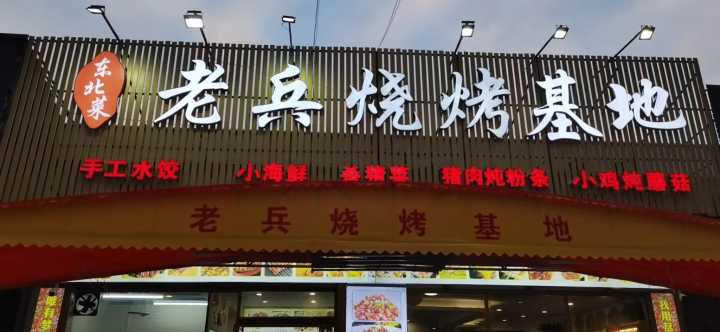 东北菜
老兵烧烤基地
手工水饺 小海鲜 杀猪菜 猪肉炖粉条 小鸡炖蘑菇
老兵烧烤基地